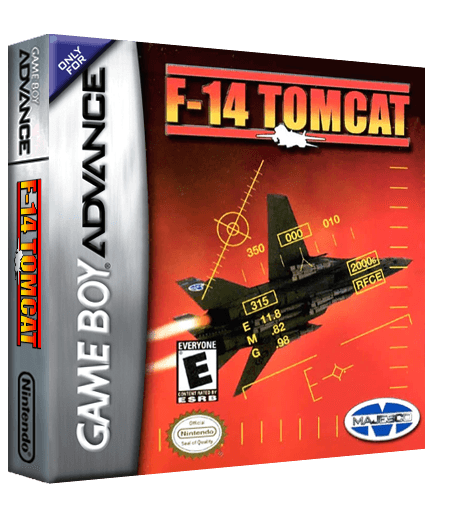 GAME BOY
ADVANCE
F-14 TOMCAT
Nintendo®
ONLY
FOR
GAME BOY ADVANCE
F-14 TOMCAT
350
000
010
2000s
RFCE
315
E 11.8
M .82
G .98
EVERYONE
E
CONTENT RATED BY
ESRB
Official
Nintendo
Seal of Quality
MAJESCO